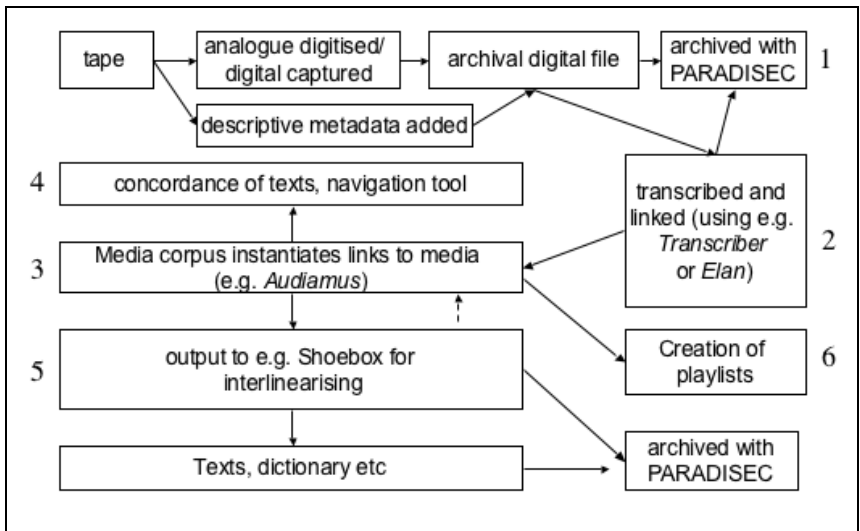 tape
analogue digitised/
digital captured
archival digital file
archived with
PARADISEC
1
descriptive metadata added
4
concordance of texts, navigation tool
transcribed and
linked (using e.g.
Transcriber
or Elan)
2
3
Media corpus instantiates links to media
(e.g. Audiamus)
5
output to e.g. Shoebox for
interlinearising
Creation of
playlists
6
Texts, dictionary etc
archived with
PARADISEC